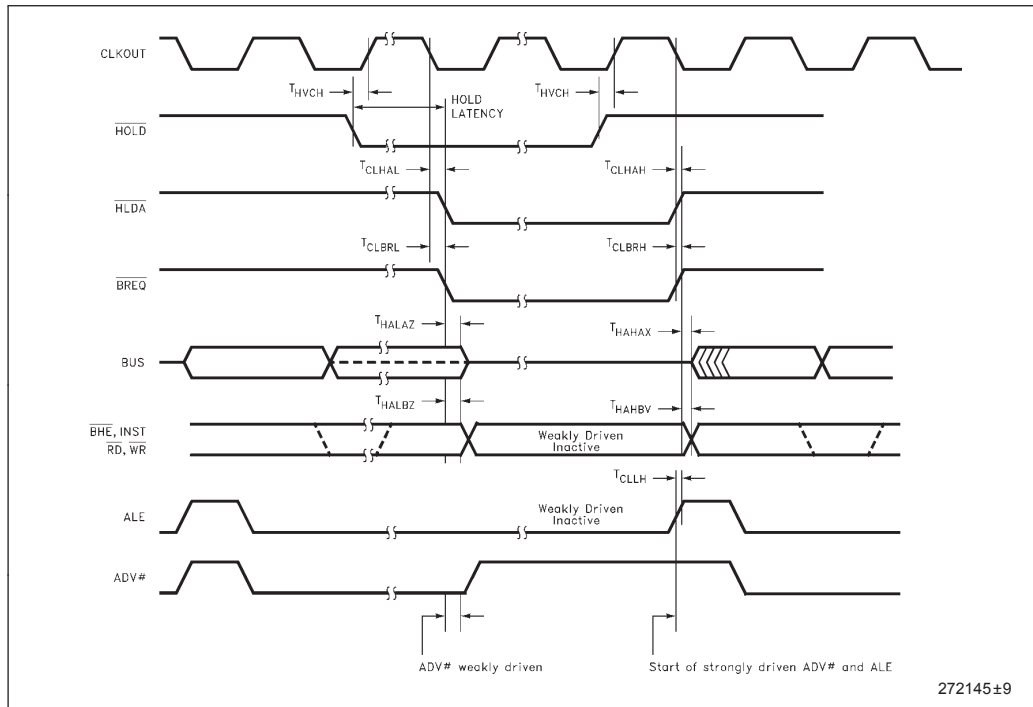 CLKOUT
THVCH
HOLD
LATENCY
THVCH
HOLD
TCLHAL
TCLHAH
HLDA
TCLBRL
TCLBRH
BREQ
THALAZ
THAHAX
BUS
THALBZ
THAHBV
BHE, INST
RD, WR
Weakly Driven
Inactive
TCLLH
ALE
Weakly Driven
Inactive
ADV#
ADV# weakly driven
Start of strongly driven ADV# and ALE
272145±9